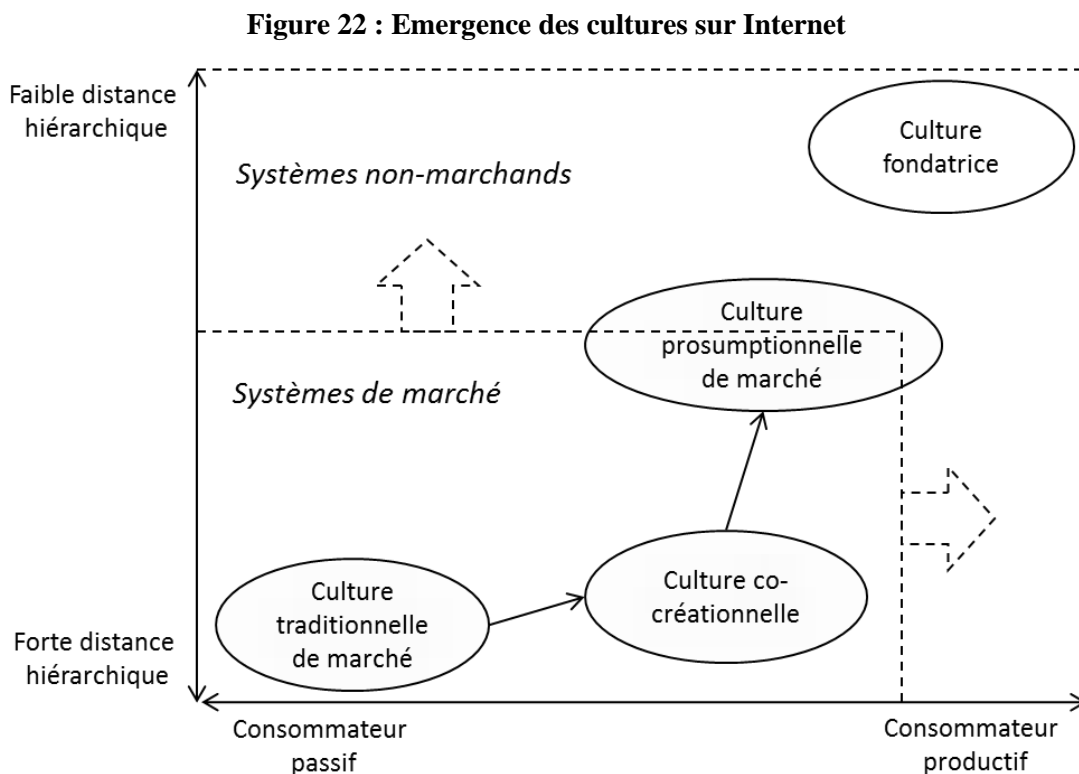 Figure 22 : Emergence des cultures sur Internet
Faible distance
hiérarchique
Culture
fondatrice
Systèmes non-marchands
Culture
prosumptionnelle
de marché
Systèmes de marché
Culture
traditionnelle
de marché
Culture co-
créationnelle
Forte distance
hiérarchique
Consommateur
passif
Consommateur
productif